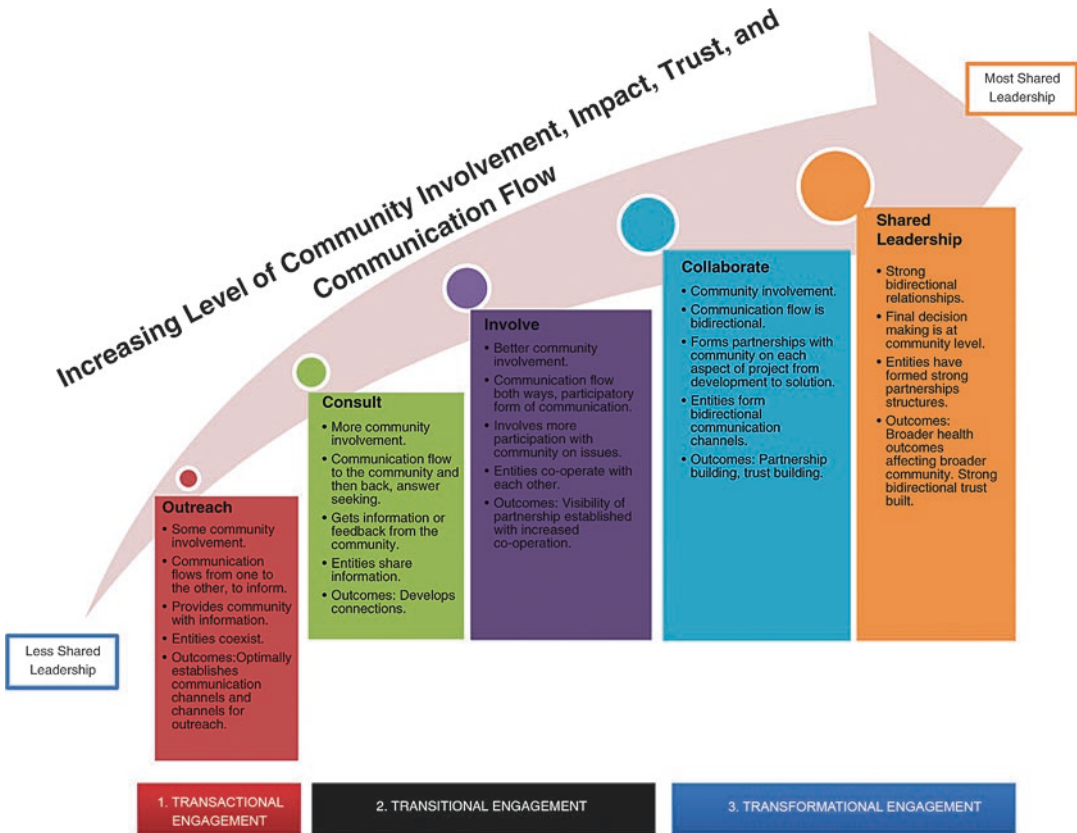 Increasing Level of Community Involvement, Impact, Trust, and
Communication Flow
Most Shared
Leadership
Less Shared
Leadership
Outreach
• Some community
involvement.
• Communication
flows from one to
the other, to inform.
• Provides community
with information.
• Entities coexist.
• Outcomes:Optimally
establishes
communication
channels and
channels for
outreach.
Consult
• More community
involvement.
• Communication flow
to the community and
then back, answer
seeking.
• Gets information or
feedback from the
community.
• Entities share
information.
• Outcomes: Develops
connections.
Involve
• Better community
involvement.
• Communication flow
both ways, participatory
form of communication.
• Involves more
participation with
community on issues.
• Entities co-operate with
each other.
• Outcomes: Visibility of
partnership established
with increased
co-operation.
Collaborate
• Community involvement.
• Communication flow is
bidirectional.
• Forms partnerships with
community on each
aspect of project from
development to solution.
• Entities form
bidirectional
communication
channels.
• Outcomes: Partnership
building, trust building.
Shared
Leadership
• Strong
bidirectional
relationships.
• Final decision
making is at
community level.
• Entities have
formed strong
partnerships
structures.
• Outcomes:
Broader health
outcomes
affecting broader
community. Strong
bidirectional trust
built.
1. TRANSACTIONAL
ENGAGEMENT
2. TRANSITIONAL ENGAGEMENT
3. TRANSFORMATIONAL ENGAGEMENT